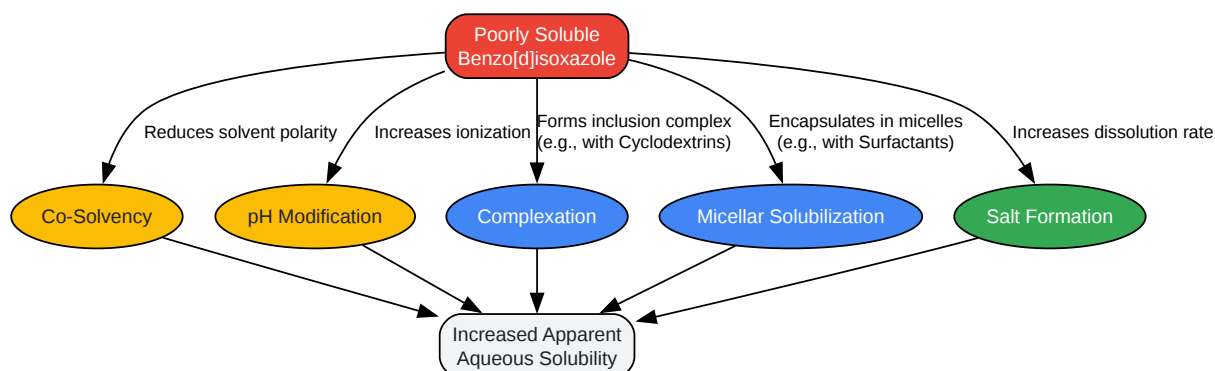 Poorly Soluble
Benzo[d]isoxazole
Reduces solvent polarity
Increases ionization
Forms inclusion complex
(e.g., with Cyclodextrins)
Encapsulates in micelles
(e.g., with Surfactants)
Increases dissolution rate
Co-Solvency
pH Modification
Complexation
Micellar Solubilization
Salt Formation
Increased Apparent
Aqueous Solubility